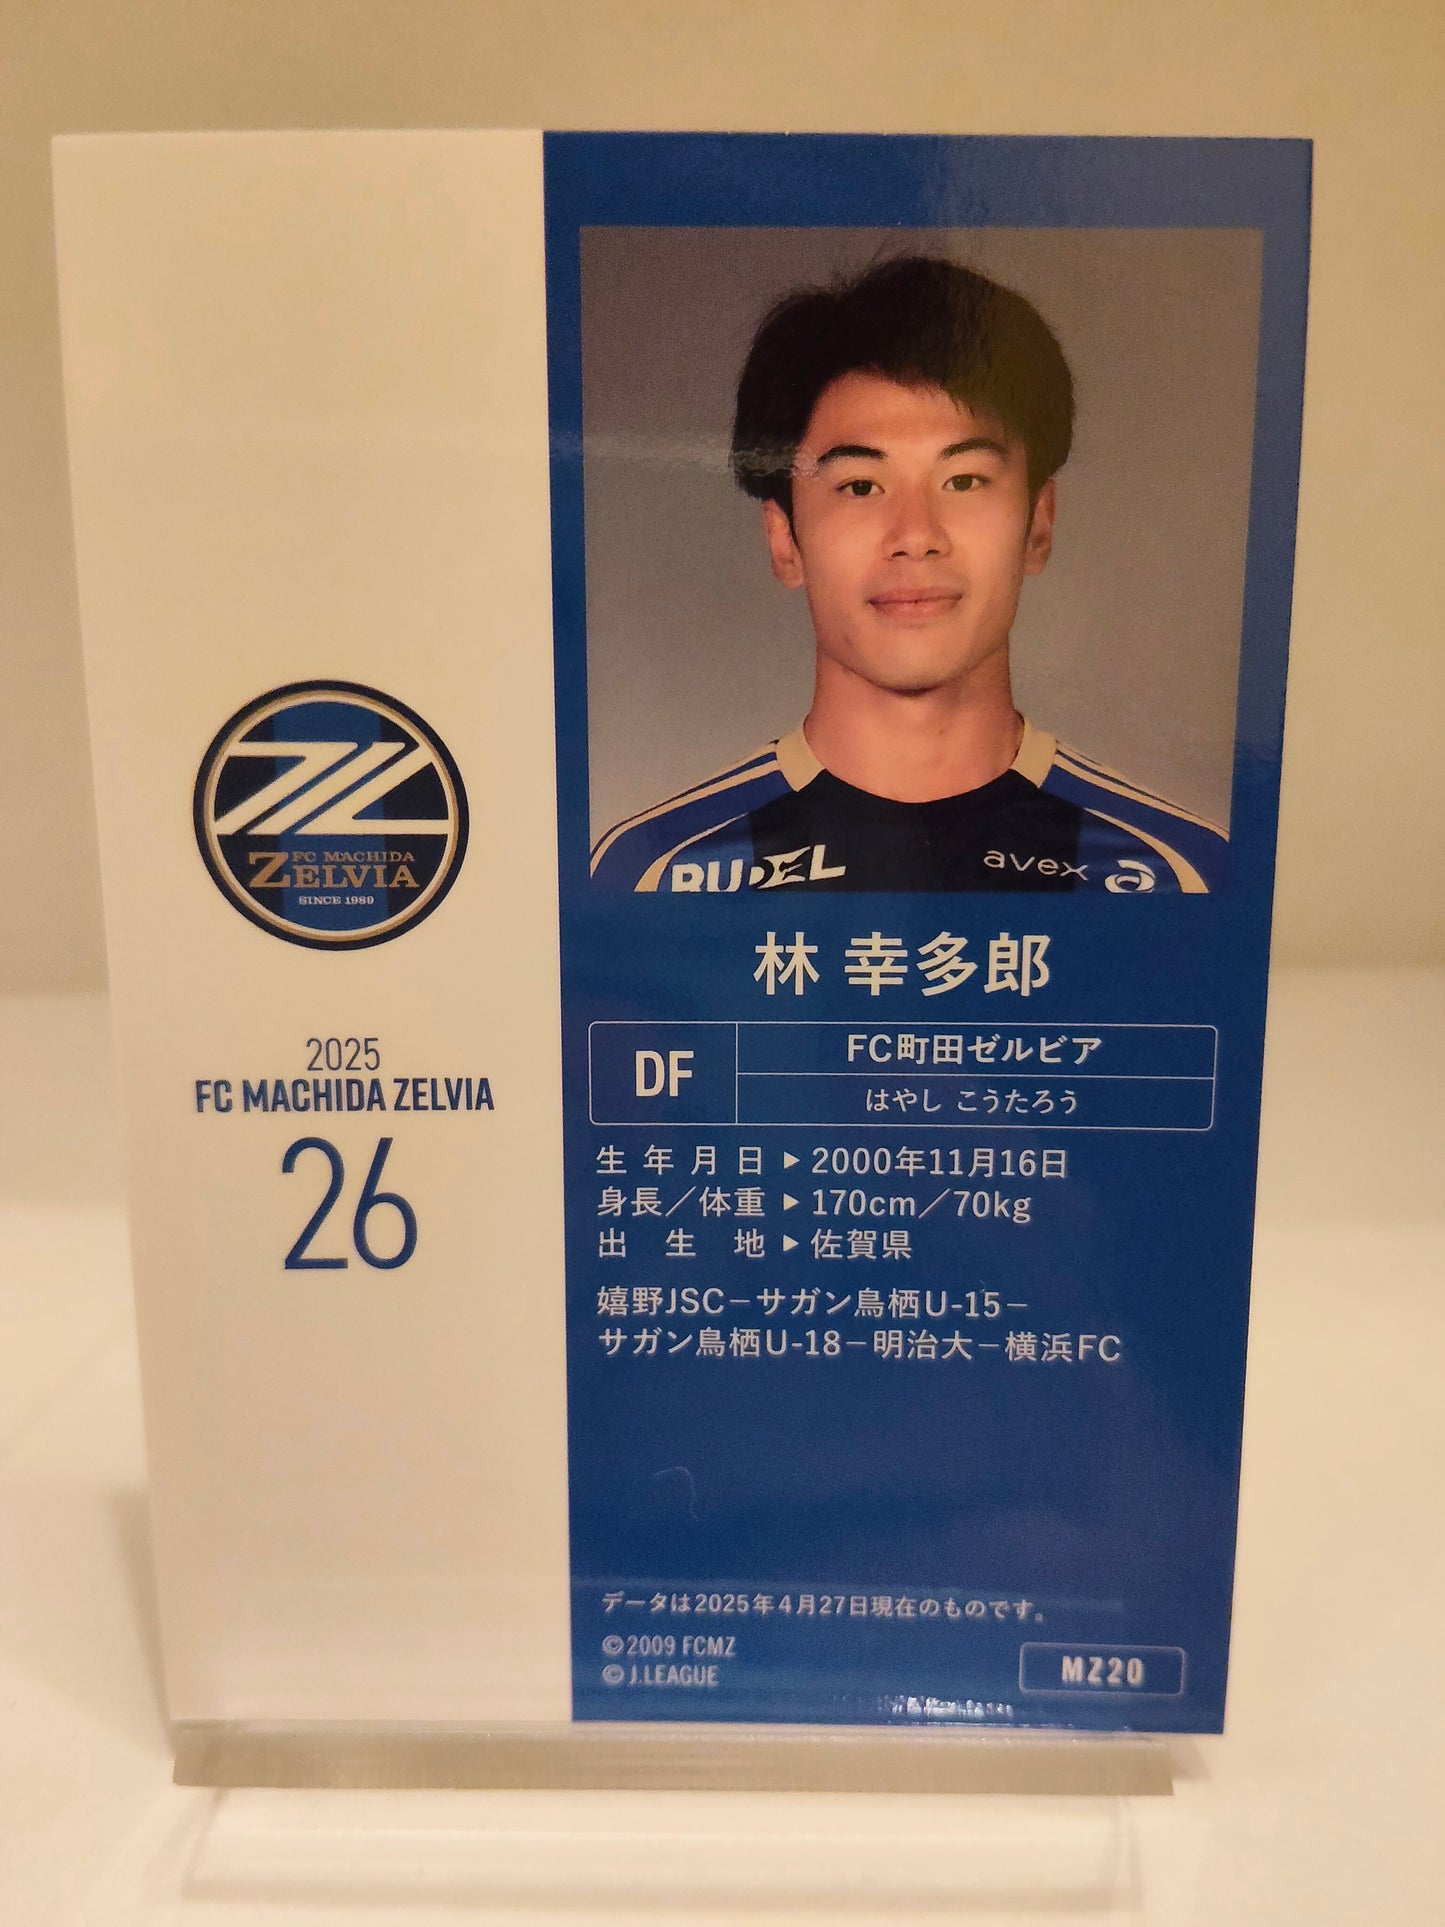 FC MACHIDA
ZELVIA
SINCE 1989
2025
FC MACHIDA ZELVIA
26
avex
林 幸多郎
DF
FC町田ゼルビア
はやし こうたろう
生年月日▶2000年11月16日
身長／体重▶170cm／70kg
出生地▶佐賀県
嬉野JSC－サガン鳥栖U-15－
サガン鳥栖U-18－明治大－横浜FC
データは2025年4月27日現在のものです。
©2009 FCMZ
©J.LEAGUE
MZ20